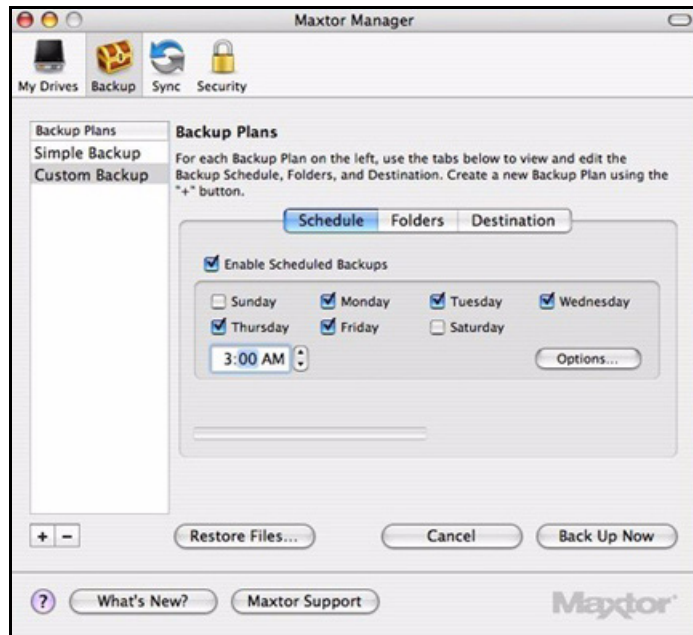 Maxtor Manager
My Drives Backup Sync Security
Backup Plans
Simple Backup
Custom Backup
Backup Plans
For each Backup Plan on the left, use the tabs below to view and edit the
Backup Schedule, Folders, and Destination. Create a new Backup Plan using the
"+" button.
Schedule Folders Destination
Enable Scheduled Backups
Sunday Monday Tuesday Wednesday
Thursday Friday Saturday
3:00 AM Options...
+ − Restore Files... Cancel Back Up Now
? What's New? Maxtor Support Maxtor